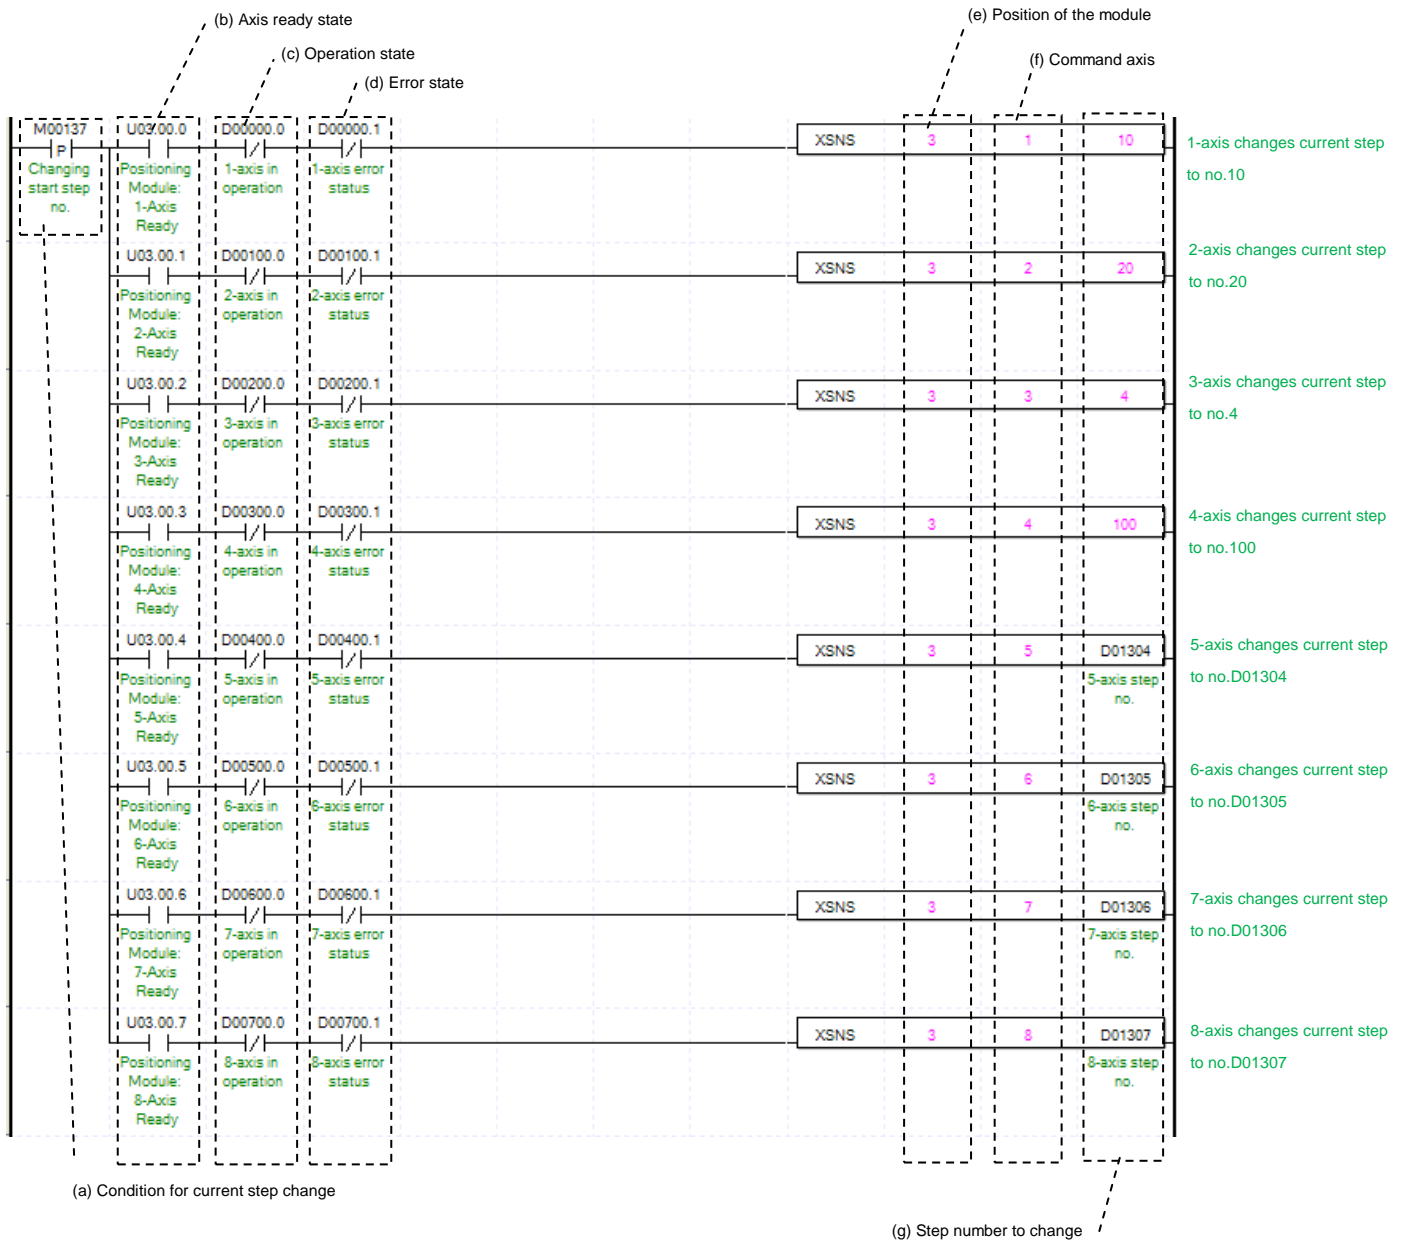 (b) Axis ready state
(e) Position of the module
(c) Operation state
(f) Command axis
(d) Error state
M00137 U03.00.0 D00000.0 D00000.1
P
XSNS 3 1 10
1-axis changes current step
to no.10
Changing
start step
no.
Positioning
Module:
1-Axis
Ready
1-axis in
operation
1-axis error
status
U03.00.1 D00100.0 D00100.1
XSNS 3 2 20
2-axis changes current step
to no.20
Positioning
Module:
2-Axis
Ready
2-axis in
operation
2-axis error
status
U03.00.2 D00200.0 D00200.1
XSNS 3 3 4
3-axis changes current step
to no.4
Positioning
Module:
3-Axis
Ready
3-axis in
operation
3-axis error
status
U03.00.3 D00300.0 D00300.1
XSNS 3 4 100
4-axis changes current step
to no.100
Positioning
Module:
4-Axis
Ready
4-axis in
operation
4-axis error
status
U03.00.4 D00400.0 D00400.1
XSNS 3 5 D01304
5-axis changes current step
to no.D01304
Positioning
Module:
5-Axis
Ready
5-axis in
operation
5-axis error
status
5-axis step
no.
U03.00.5 D00500.0 D00500.1
XSNS 3 6 D01305
6-axis changes current step
to no.D01305
Positioning
Module:
6-Axis
Ready
6-axis in
operation
6-axis error
status
6-axis step
no.
U03.00.6 D00600.0 D00600.1
XSNS 3 7 D01306
7-axis changes current step
to no.D01306
Positioning
Module:
7-Axis
Ready
7-axis in
operation
7-axis error
status
7-axis step
no.
U03.00.7 D00700.0 D00700.1
XSNS 3 8 D01307
8-axis changes current step
to no.D01307
Positioning
Module:
8-Axis
Ready
8-axis in
operation
8-axis error
status
8-axis step
no.
(a) Condition for current step change
(g) Step number to change